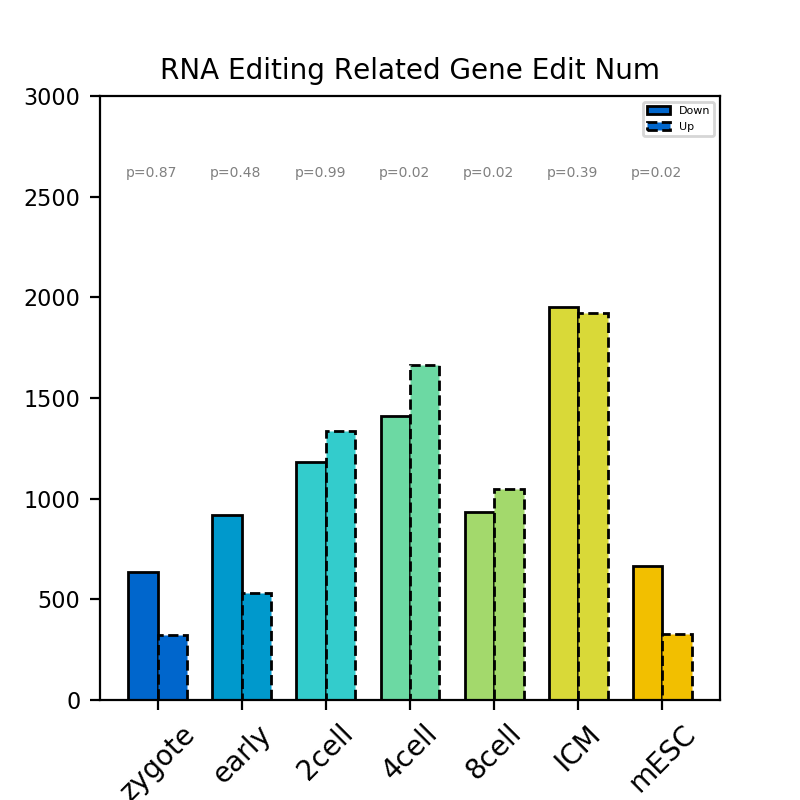 RNA Editing Related Gene Edit Num
3000
Down
Up
p=0.87 p=0.48 p=0.99 p=0.02 p=0.02 p=0.39 p=0.02
2500
2000
1500
1000
500
0
zygote early 2cell 4cell 8cell ICM mESC